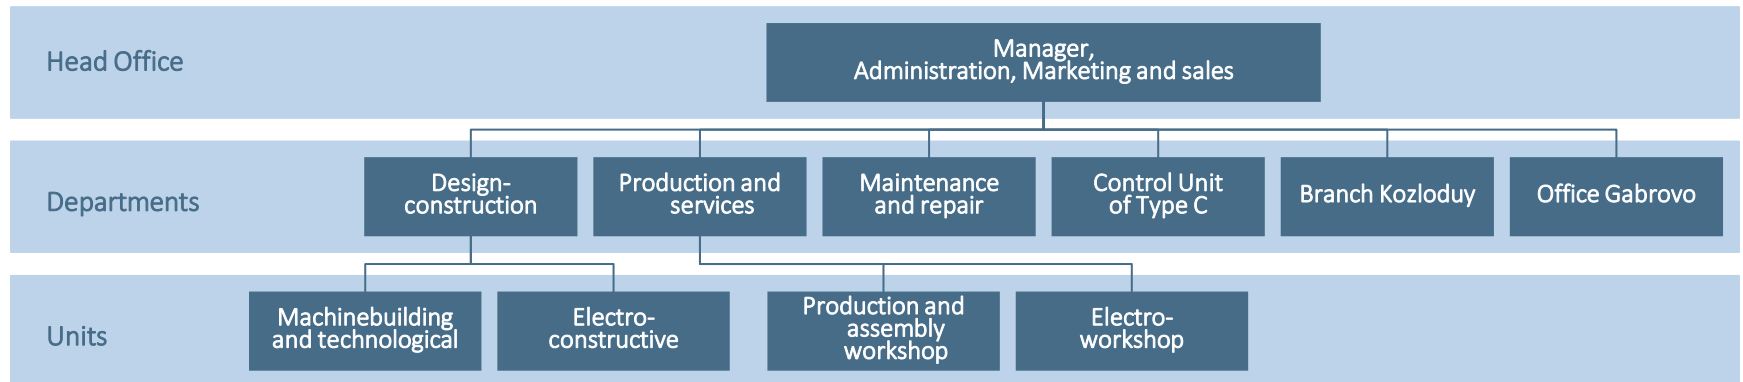 Head Office
Manager,
Administration, Marketing and sales
Departments
Design-
construction
Production and
services
Maintenance
and repair
Control Unit
of Type C
Branch Kozloduy
Office Gabrovo
Units
Machinebuilding
and technological
Electro-
constructive
Production and
assembly
workshop
Electro-
workshop